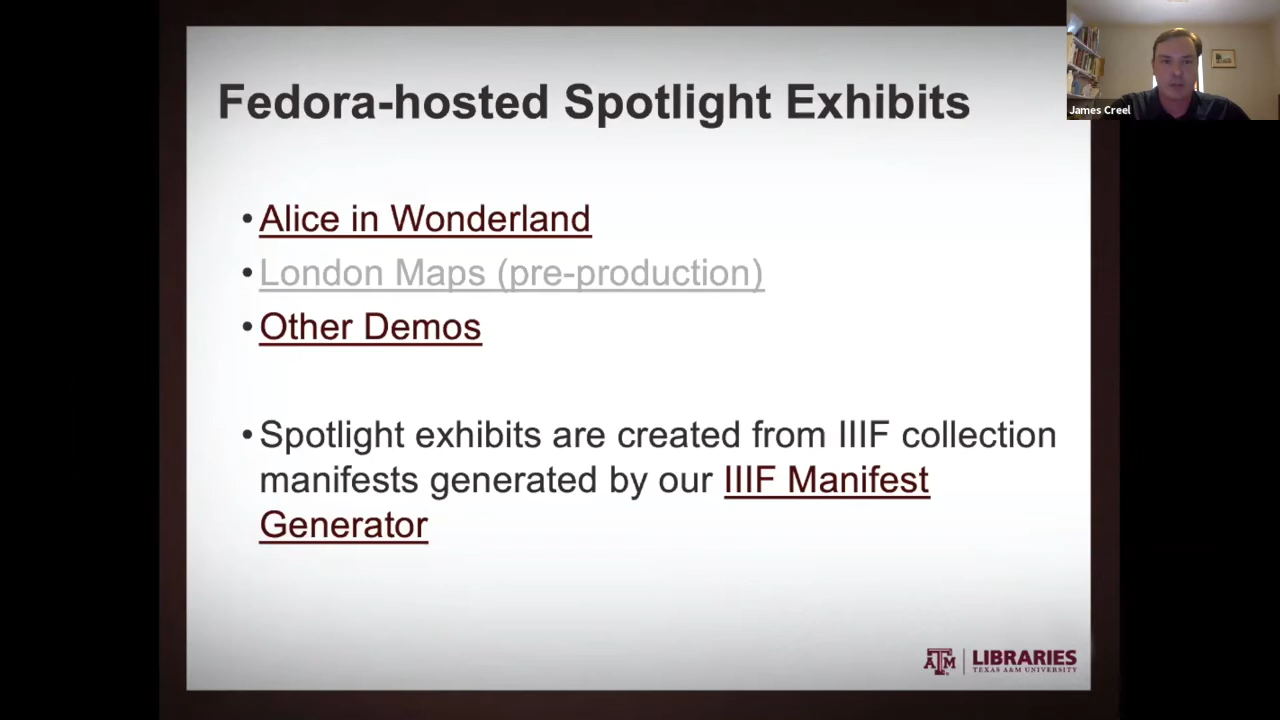 Fedora-hosted Spotlight Exhibits
James Creel
• Alice in Wonderland
• London Maps (pre-production)
• Other Demos
• Spotlight exhibits are created from IIIF collection
manifests generated by our IIIF Manifest
Generator
ATM LIBRARIES
TEXAS A&M UNIVERSITY